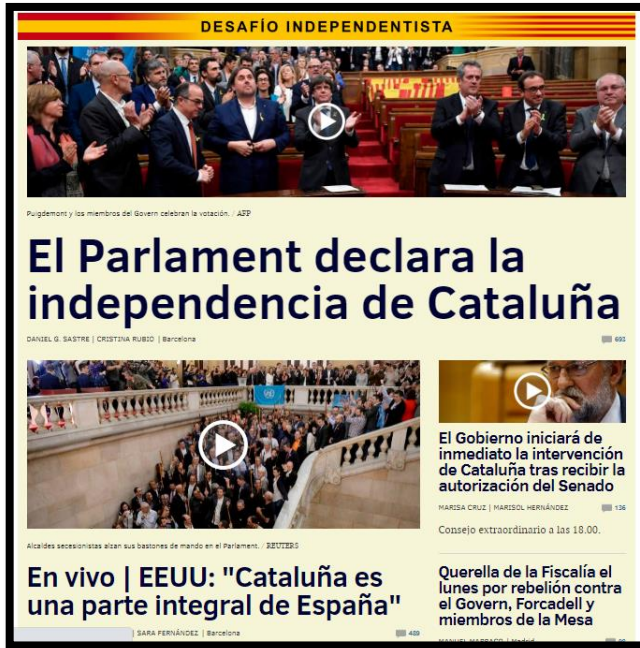 DESAFÍO INDEPENDENTISTA
Puigdemont y los miembros del Govern celebran la votación. / AFP
El Parlament declara la
independencia de Cataluña
DANIEL G. SASTRE | CRISTINA RUBIO | Barcelona
693
El Gobierno iniciará de
inmediato la intervención
de Cataluña tras recibir la
autorización del Senado
MARISA CRUZ | MARISOL HERNÁNDEZ 136
Consejo extraordinario a las 18.00.
Alcaldes secesionistas alzan sus bastones de mando en el Parlament. / REUTERS
En vivo | EEUU: "Cataluña es
una parte integral de España"
| SARA FERNÁNDEZ | Barcelona
Querella de la Fiscalía el
lunes por rebelión contra
el Govern, Forcadell y
miembros de la Mesa
MANUEL MARRACO | Madrid